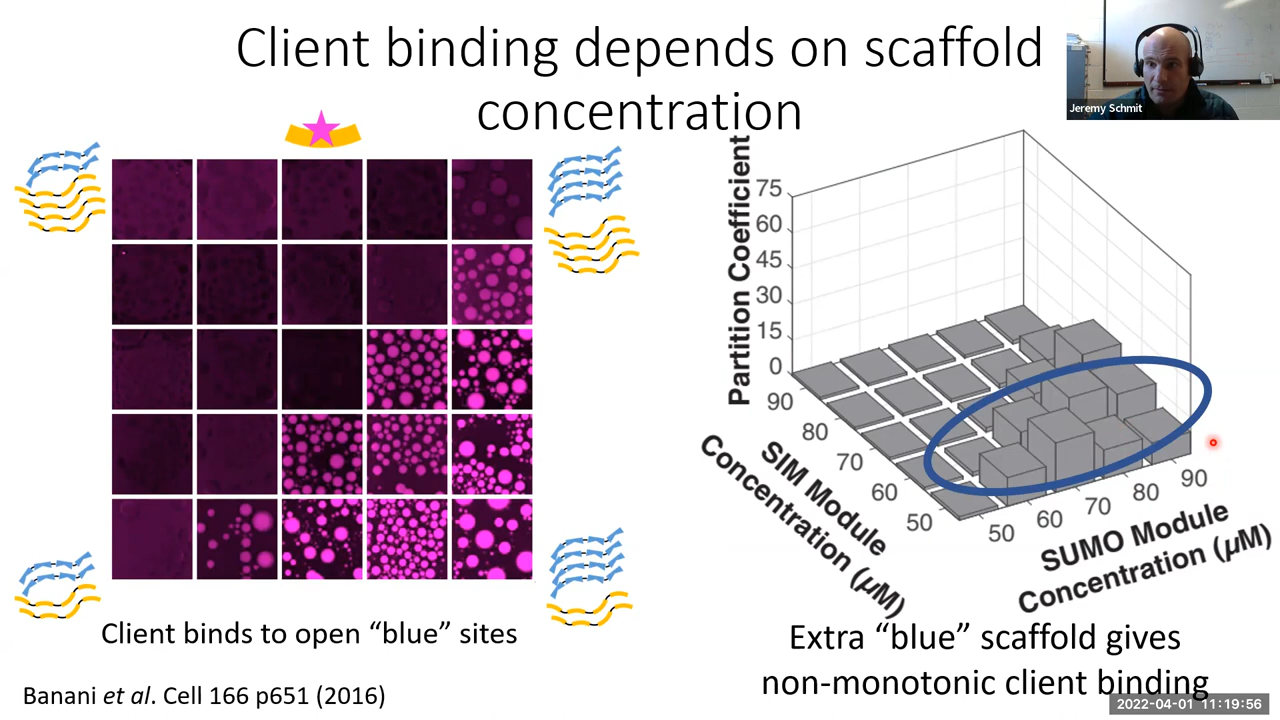 Client binding depends on scaffold
concentration
Jeremy Schmit
Partition Coefficient
75
60
45
30
15
0
90
80
70
60
50
SIM Module
Concentration (µM)
50
60
70
80
90
SUMO Module
Concentration (µM)
Client binds to open “blue” sites
Extra “blue” scaffold gives
non-monotonic client binding
Banani et al. Cell 166 p651 (2016)
2022-04-01 11:19:56